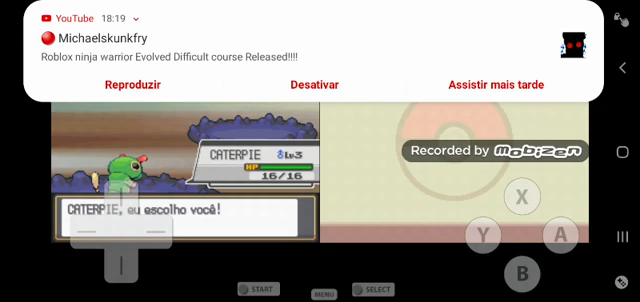 YouTube 18:19
Michaelskunkfry
Roblox ninja warrior Evolved Difficult course Released!!!!
Reproduzir Desativar Assistir mais tarde
Recorded by mobizen
CATERPIE ♂Lv3
HP
16/16
CATERPIE, eu escolho você!
X
Y A
B
START MENU SELECT